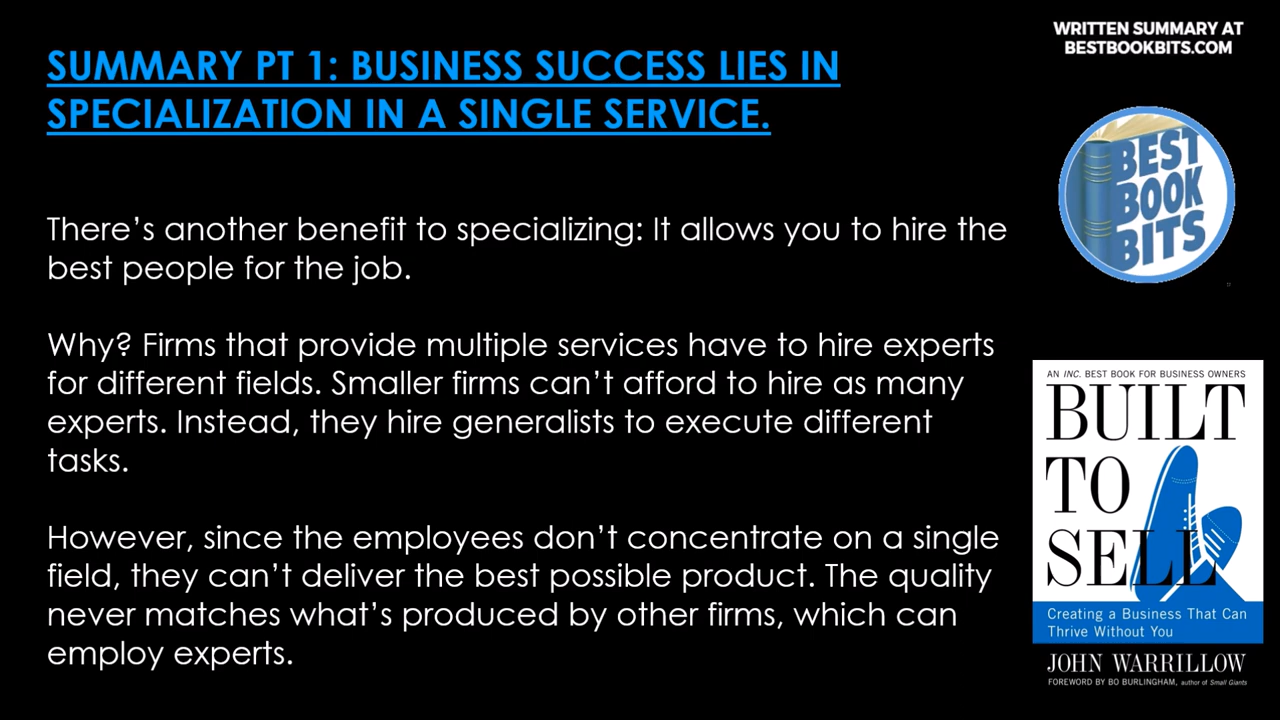 SUMMARY PT 1: BUSINESS SUCCESS LIES IN
SPECIALIZATION IN A SINGLE SERVICE.
There's another benefit to specializing: It allows you to hire the
best people for the job.
Why? Firms that provide multiple services have to hire experts
for different fields. Smaller firms can't afford to hire as many
experts. Instead, they hire generalists to execute different
tasks.
However, since the employees don't concentrate on a single
field, they can't deliver the best possible product. The quality
never matches what's produced by other firms, which can
employ experts.
WRITTEN SUMMARY AT
BESTBOOKBITS.COM
BEST
BOOK
BITS
AN INC. BEST BOOK FOR BUSINESS OWNERS
BUILT
TO
SELL
Creating a Business That Can
Thrive Without You
JOHN WARRILLOW
FOREWORD BY BO BURLINGHAM, author of Small Giants